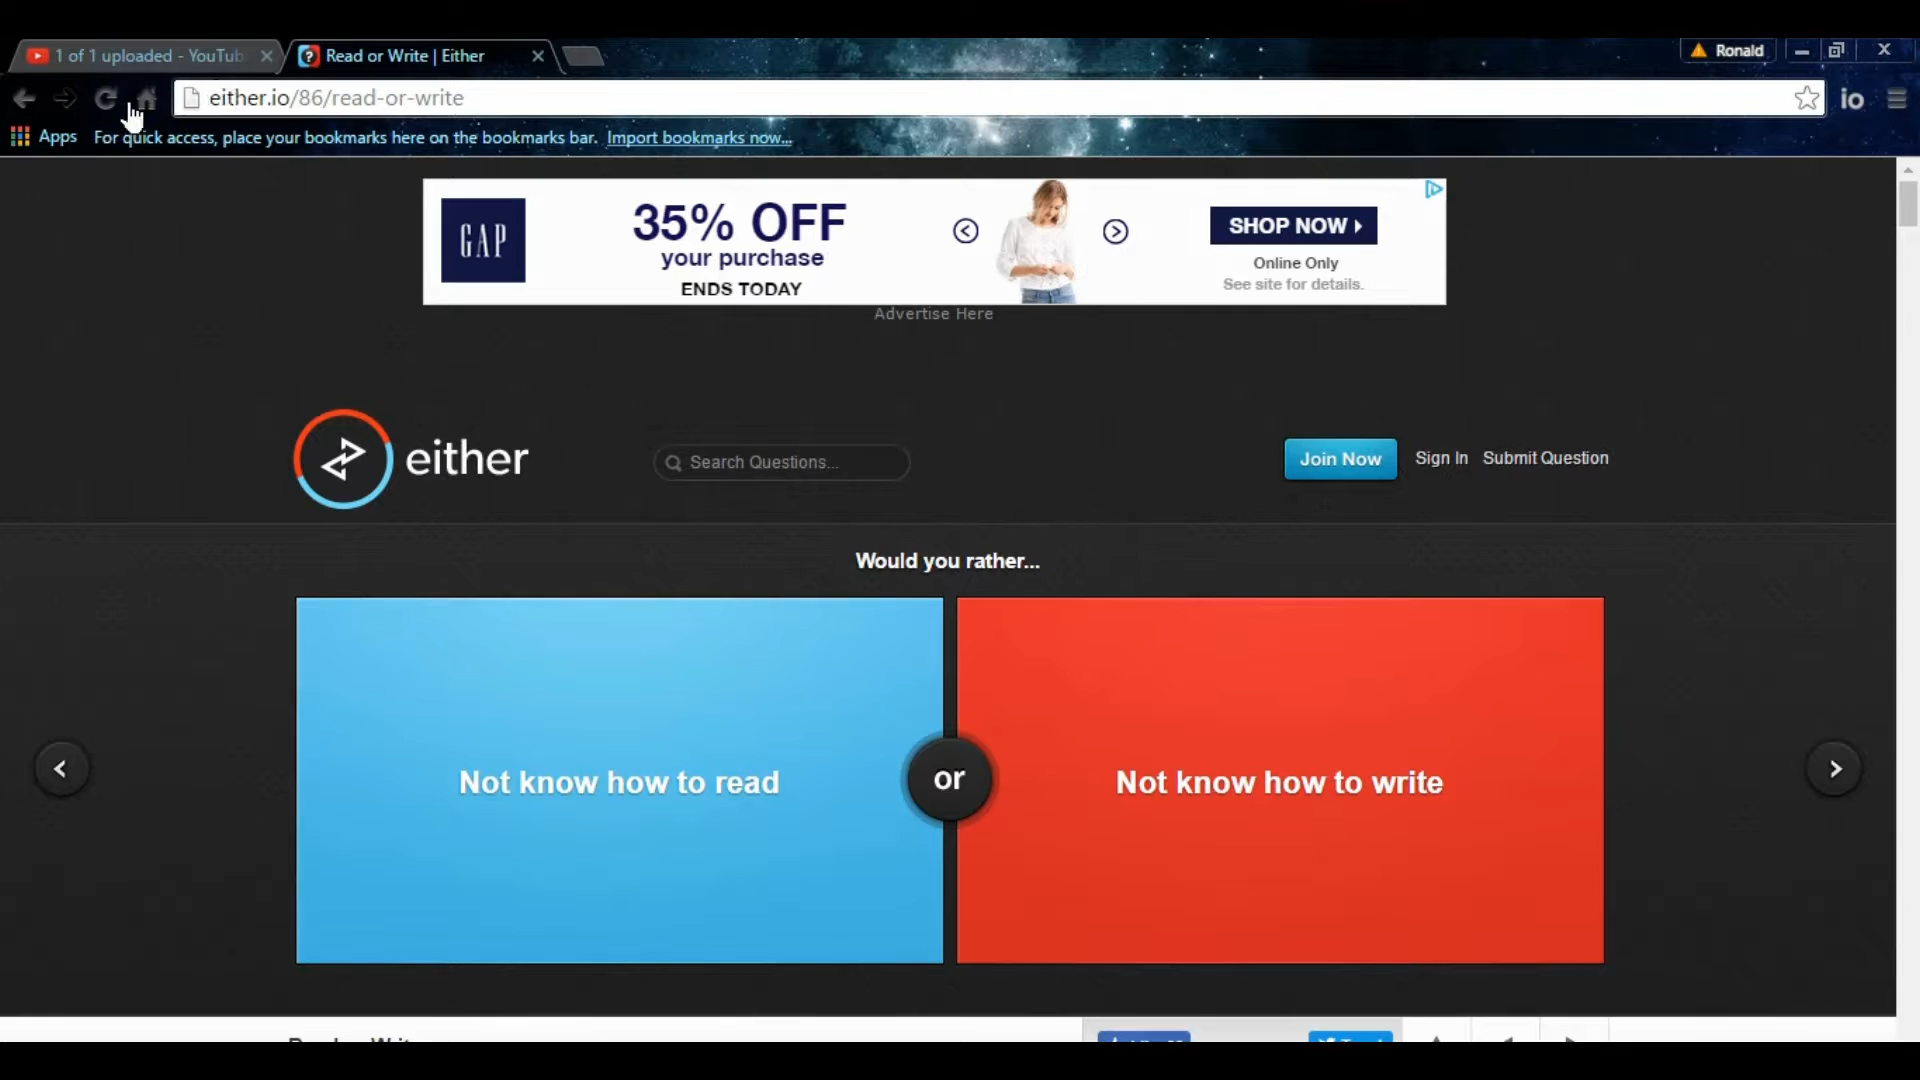 1 of 1 uploaded - YouTub
Read or Write | Either
Ronald
either.io/86/read-or-write
io
Apps
For quick access, place your bookmarks here on the bookmarks bar. Import bookmarks now...
GAP
35% OFF
your purchase
ENDS TODAY
SHOP NOW
Online Only
See site for details.
Advertise Here
either
Search Questions...
Join Now
Sign In
Submit Question
Would you rather...
Not know how to read
or
Not know how to write